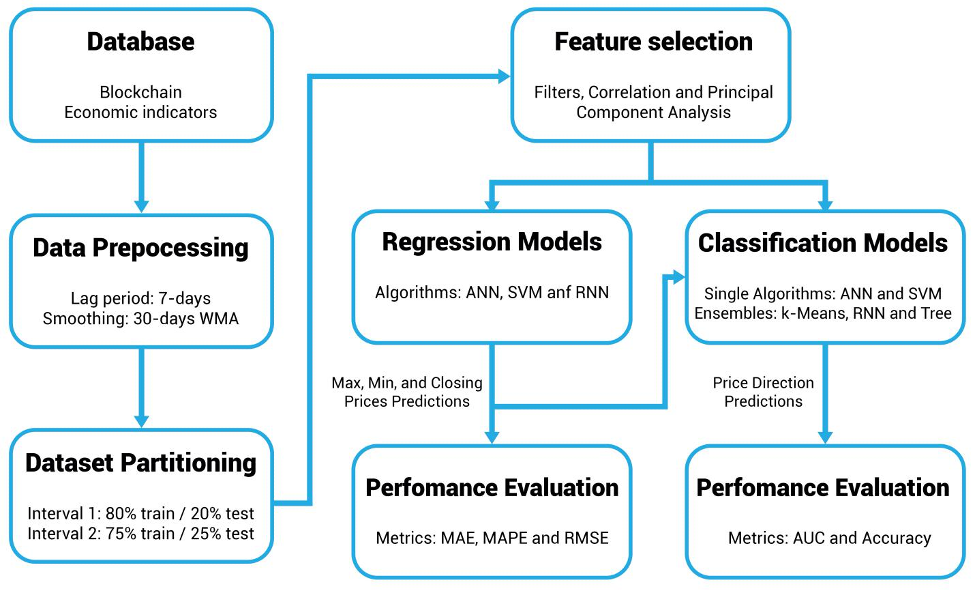 Database
Blockchain
Economic indicators
Data Prepocessing
Lag period: 7-days
Smoothing: 30-days WMA
Dataset Partitioning
Interval 1: 80% train / 20% test
Interval 2: 75% train / 25% test
Feature selection
Filters, Correlation and Principal
Component Analysis
Regression Models
Algorithms: ANN, SVM anf RNN
Classification Models
Single Algorithms: ANN and SVM
Ensembles: k-Means, RNN and Tree
Max, Min, and Closing
Prices Predictions
Price Direction
Predictions
Perfomance Evaluation
Metrics: MAE, MAPE and RMSE
Perfomance Evaluation
Metrics: AUC and Accuracy